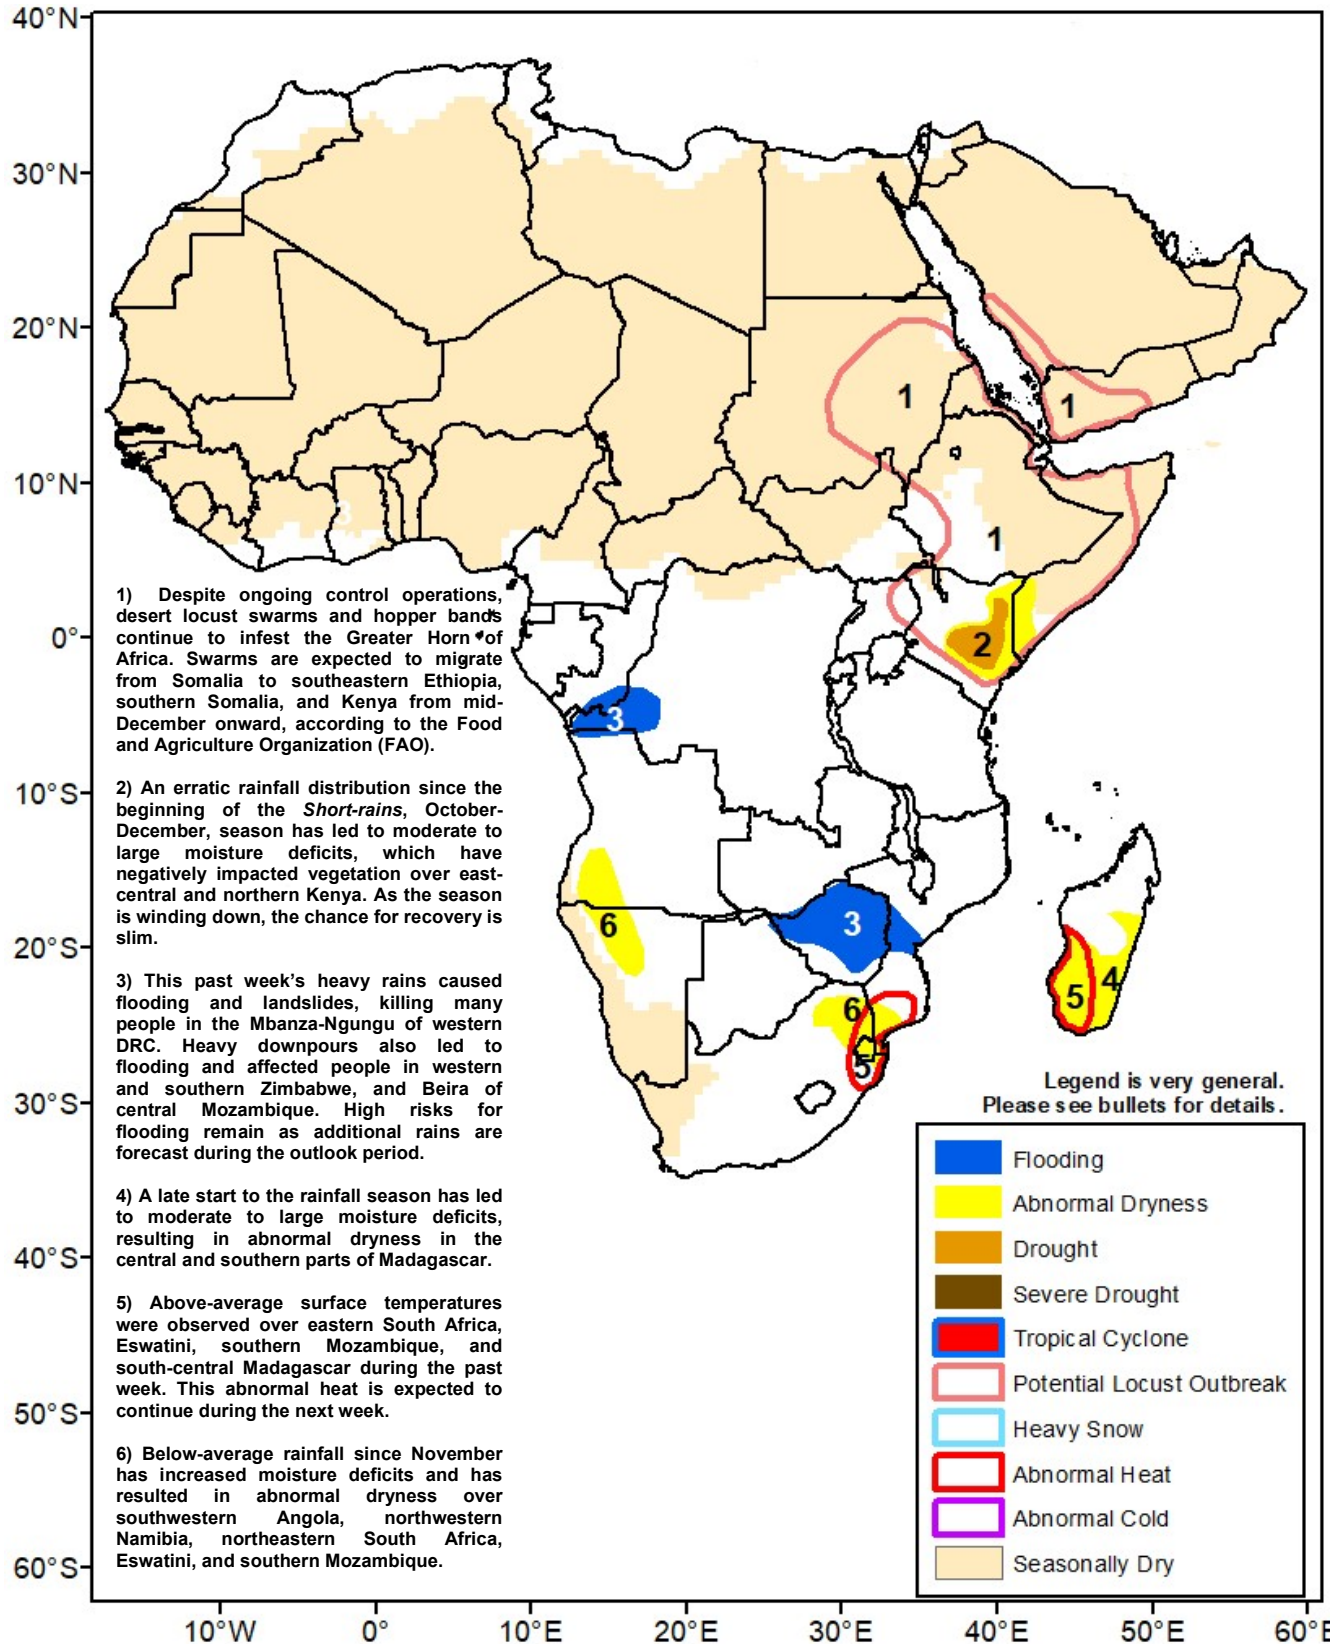 40°N
30°N
20°N
10°N
0°
10°S
20°S
30°S
40°S
50°S
60°S
1
1
1
2
3
3
3
4
5
5
6
6
1) Despite ongoing control operations,
desert locust swarms and hopper bands
continue to infest the Greater Horn of
Africa. Swarms are expected to migrate
from Somalia to southeastern Ethiopia,
southern Somalia, and Kenya from mid-
December onward, according to the Food
and Agriculture Organization (FAO).
2) An erratic rainfall distribution since the
beginning of the Short-rains, October-
December, season has led to moderate to
large moisture deficits, which have
negatively impacted vegetation over east-
central and northern Kenya. As the season
is winding down, the chance for recovery is
slim.
3) This past week's heavy rains caused
flooding and landslides, killing many
people in the Mbanza-Ngungu of western
DRC. Heavy downpours also led to
flooding and affected people in western
and southern Zimbabwe, and Beira of
central Mozambique. High risks for
flooding remain as additional rains are
forecast during the outlook period.
4) A late start to the rainfall season has led
to moderate to large moisture deficits,
resulting in abnormal dryness in the
central and southern parts of Madagascar.
5) Above-average surface temperatures
were observed over eastern South Africa,
Eswatini, southern Mozambique, and
south-central Madagascar during the past
week. This abnormal heat is expected to
continue during the next week.
6) Below-average rainfall since November
has increased moisture deficits and has
resulted in abnormal dryness over
southwestern Angola, northwestern
Namibia, northeastern South Africa,
Eswatini, and southern Mozambique.
Legend is very general.
Please see bullets for details.
Flooding
Abnormal Dryness
Drought
Severe Drought
Tropical Cyclone
Potential Locust Outbreak
Heavy Snow
Abnormal Heat
Abnormal Cold
Seasonally Dry
10°W 0° 10°E 20°E 30°E 40°E 50°E 60°E